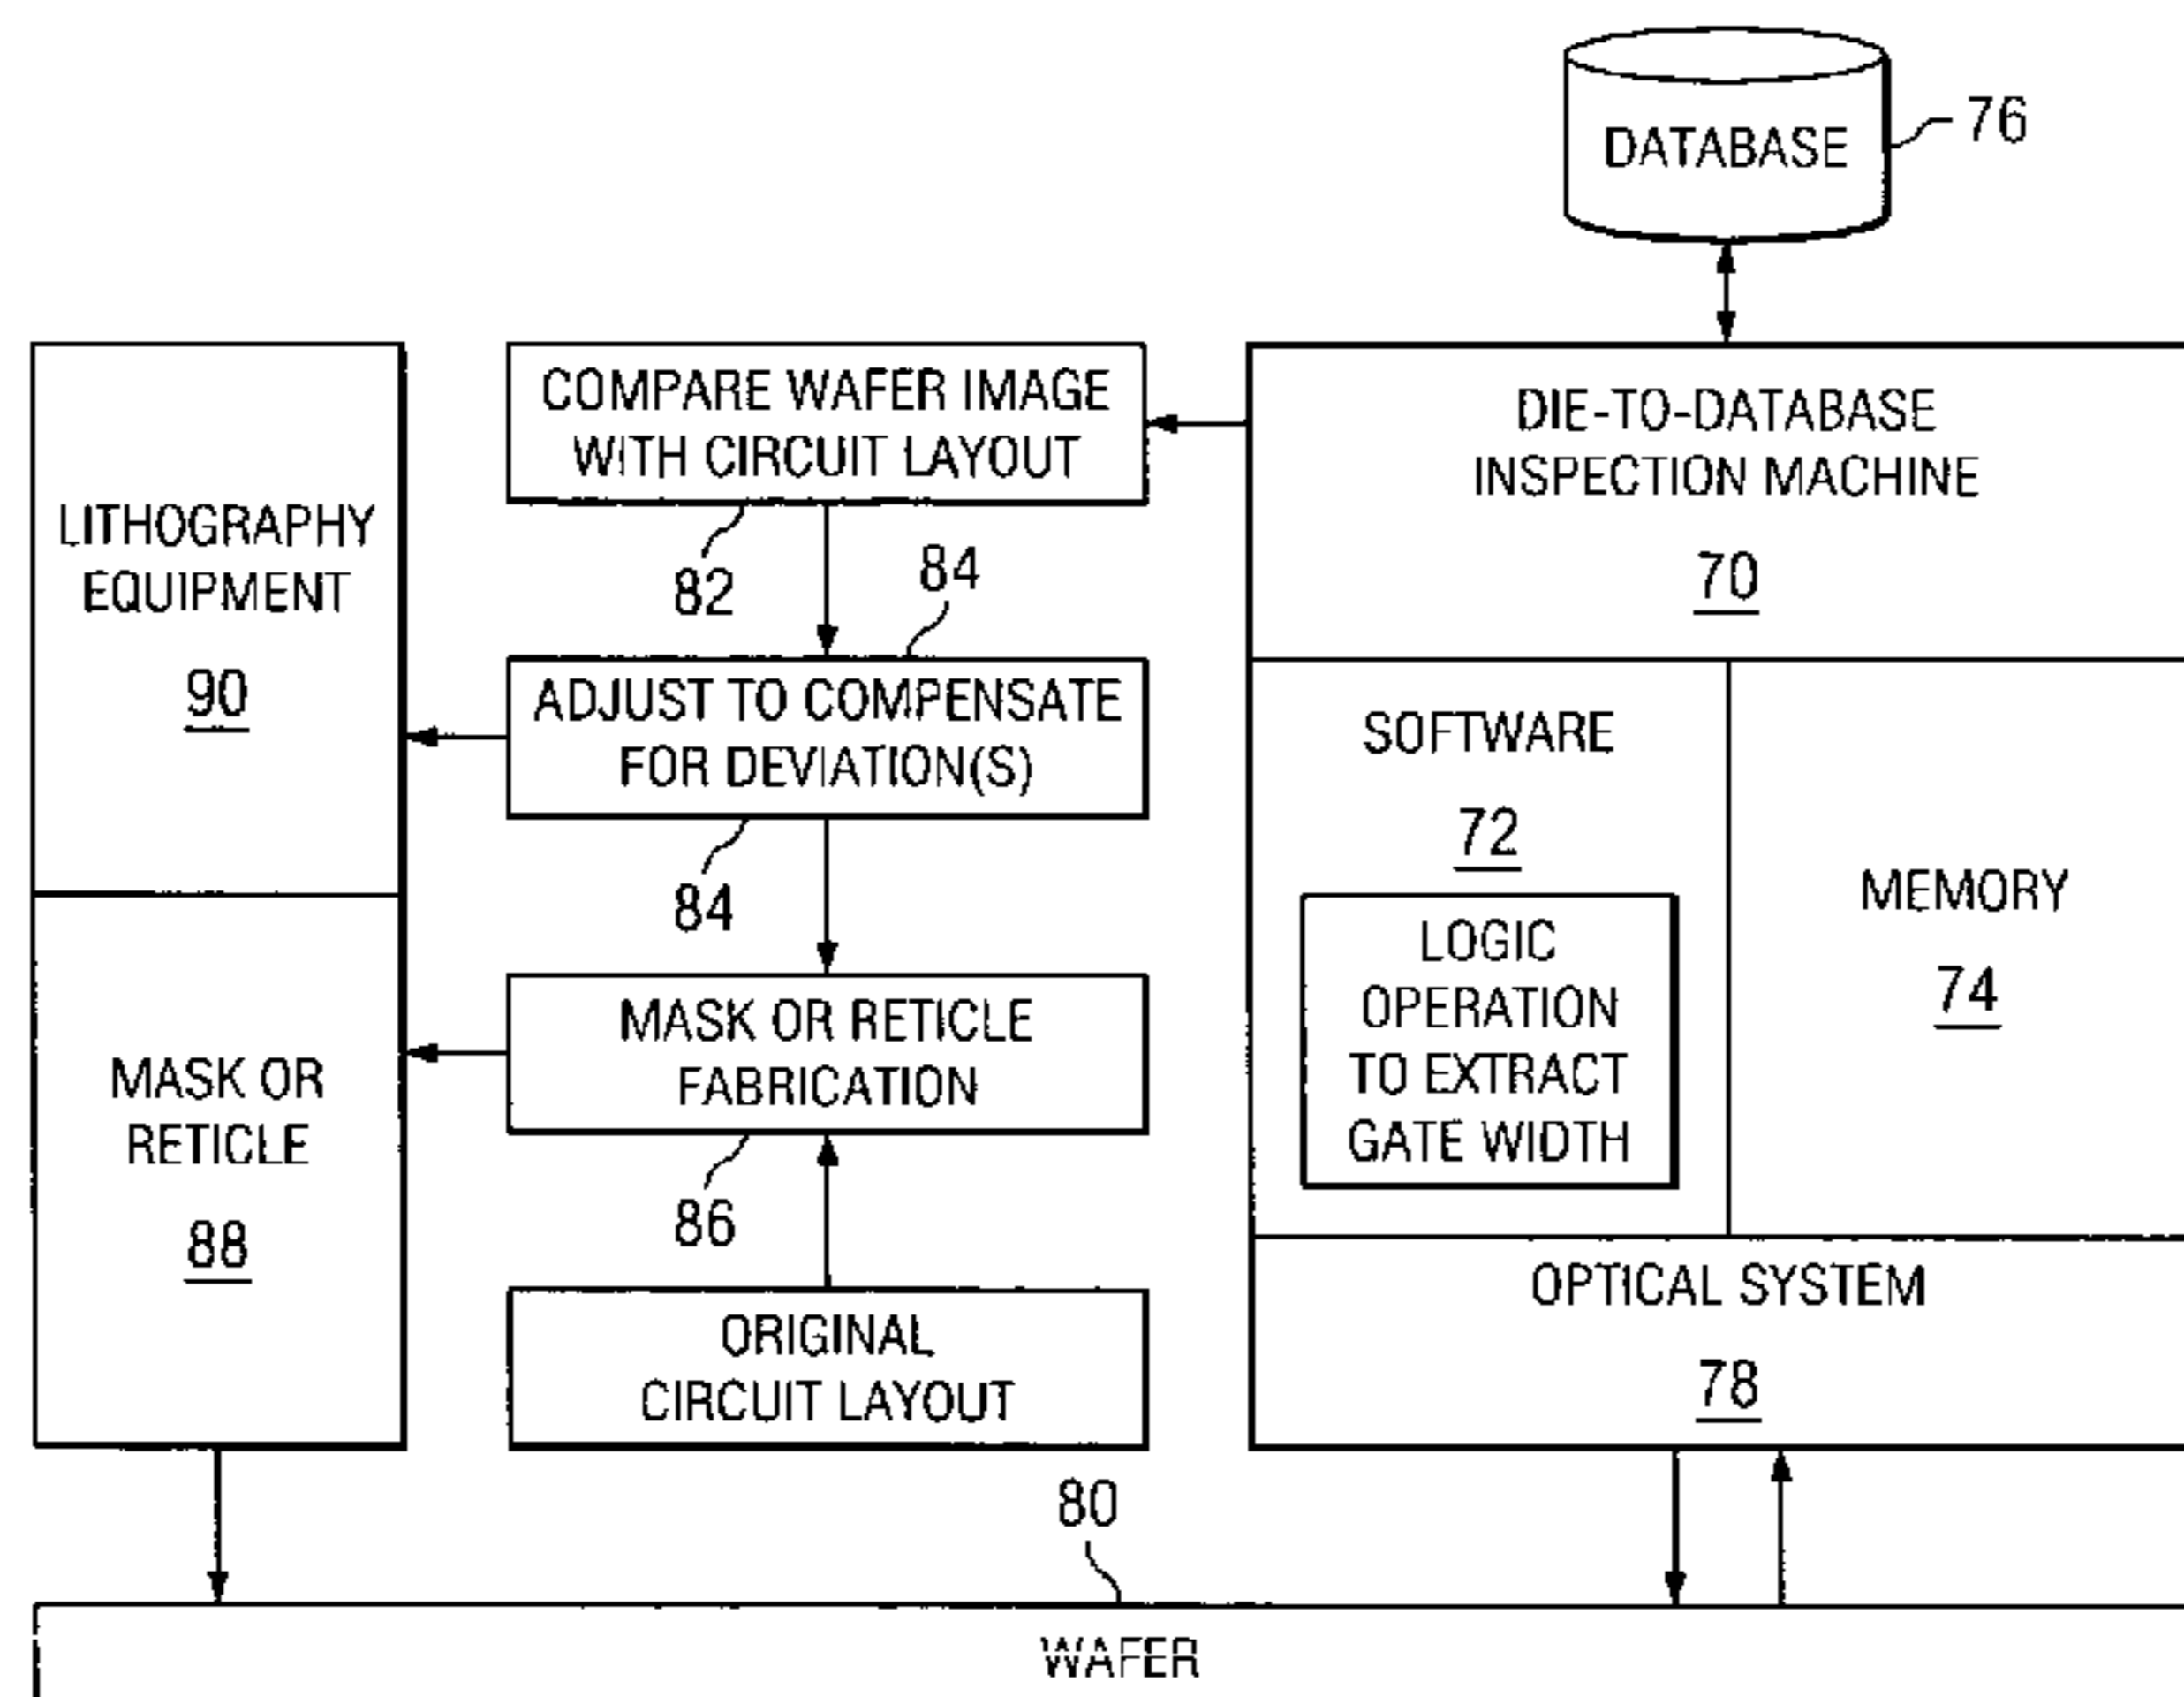 DATABASE
76
COMPARE WAFER IMAGE
WITH CIRCUIT LAYOUT
82
DIE-TO-DATABASE
INSPECTION MACHINE
70
LITHOGRAPHY
EQUIPMENT
90
84
ADJUST TO COMPENSATE
FOR DEVIATION(S)
84
SOFTWARE
72
LOGIC
OPERATION
TO EXTRACT
GATE WIDTH
MEMORY
74
MASK OR
RETICLE
88
MASK OR RETICLE
FABRICATION
86
ORIGINAL
CIRCUIT LAYOUT
OPTICAL SYSTEM
78
80
WAFER